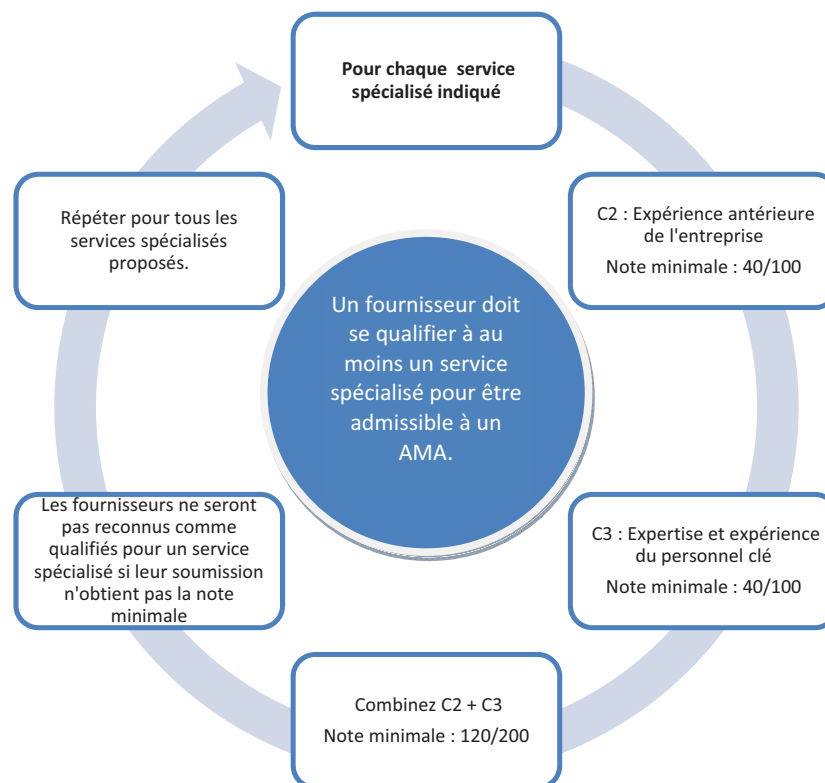 Pour chaque service
spécialisé indiqué
C2 : Expérience antérieure
de l'entreprise
Note minimale : 40/100
C3 : Expertise et expérience
du personnel clé
Note minimale : 40/100
Combinez C2 + C3
Note minimale : 120/200
Les fournisseurs ne seront
pas reconnus comme
qualifiés pour un service
spécialisé si leur soumission
n'obtient pas la note
minimale
Répéter pour tous les
services spécialisés
proposés.
Un fournisseur doit
se qualifier à au
moins un service
spécialisé pour être
admissible à un
AMA.